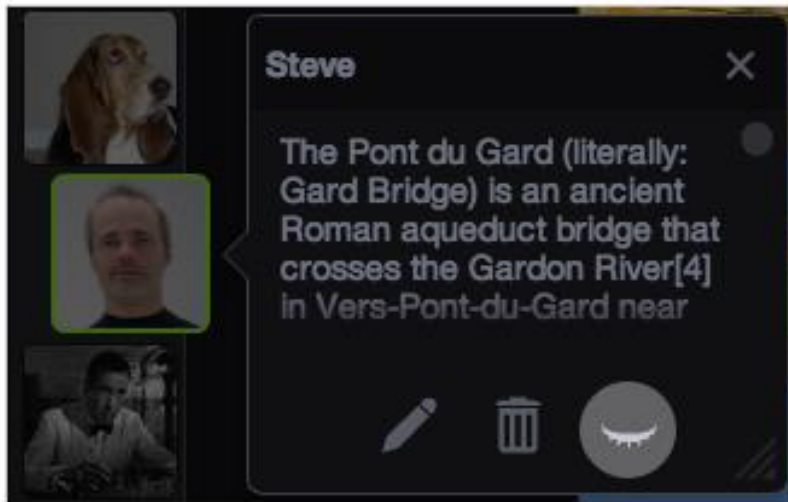 Steve
The Pont du Gard (literally:
Gard Bridge) is an ancient
Roman aqueduct bridge that
crosses the Gardon River[4]
in Vers-Pont-du-Gard near